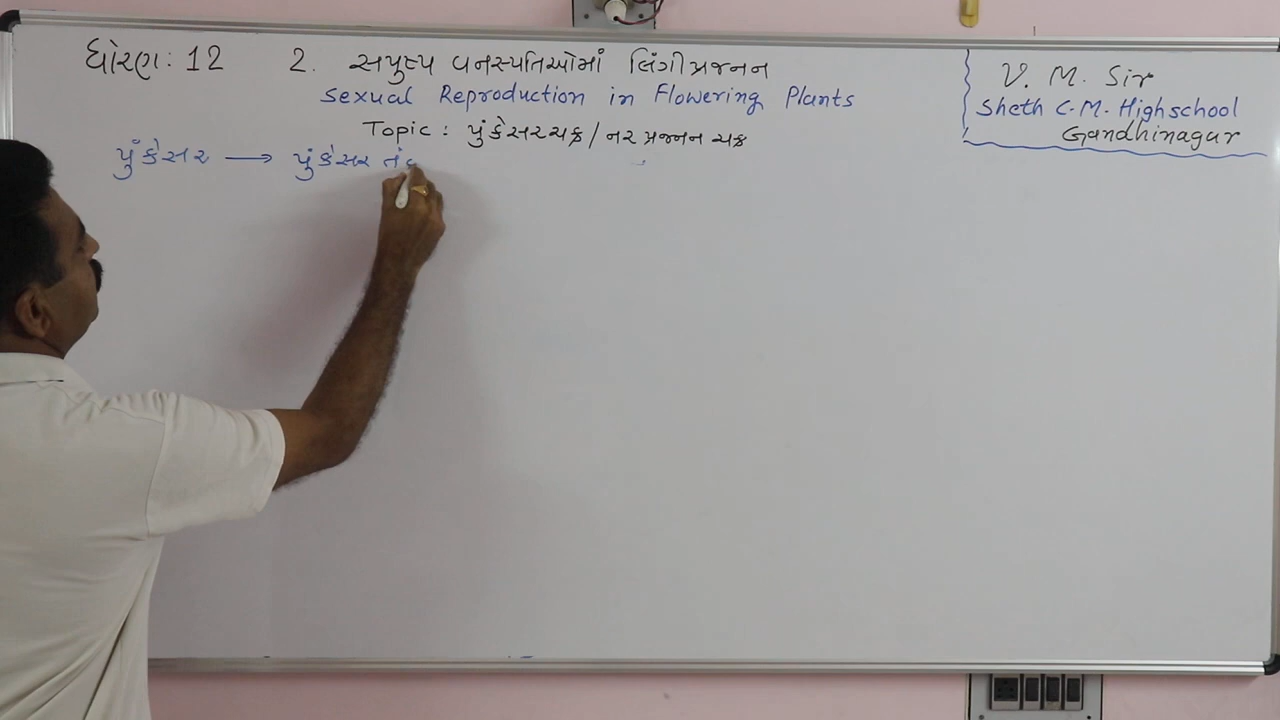 ધોરણ: 12 2. સપુષ્પ વનસ્પતિઓમાં લિંગીપ્રજનન
Sexual Reproduction in Flowering Plants
Topic: પુંકેસરચક્ર / નર પ્રજનન ચક્ર
પુંકેસર → પુંકેસર
V. M. Sir
Sheth C. M. Highschool
Gandhinagar